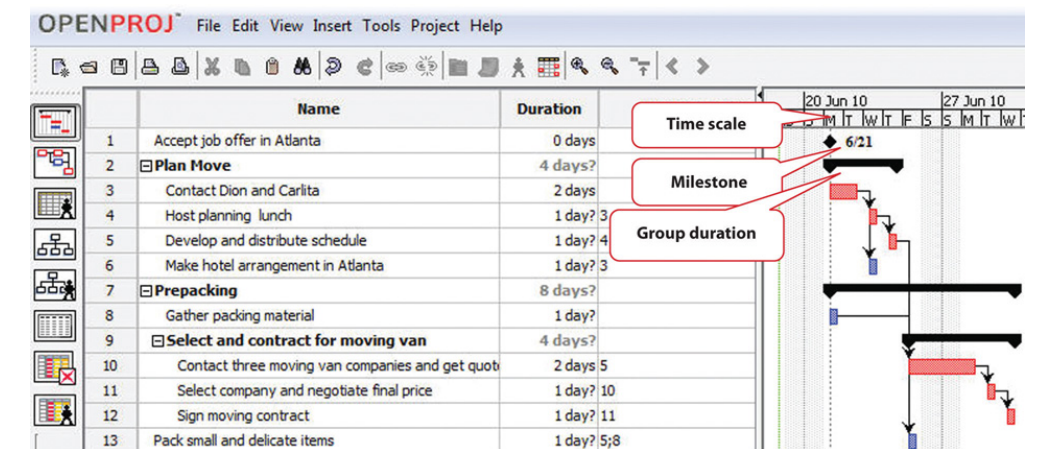 OPENPROJ™ File Edit View Insert Tools Project Help
Name Duration
20 Jun 10 27 Jun 10
S S M T W T F S S M T W T
Time scale
1 Accept job offer in Atlanta 0 days
6/21
2 Plan Move 4 days?
Milestone
3 Contact Dion and Carlita 2 days
4 Host planning lunch 1 day? 3
Group duration
5 Develop and distribute schedule 1 day? 4
6 Make hotel arrangement in Atlanta 1 day? 3
7 Prepacking 8 days?
8 Gather packing material 1 day?
9 Select and contract for moving van 4 days?
10 Contact three moving van companies and get quot 2 days 5
11 Select company and negotiate final price 1 day? 10
12 Sign moving contract 1 day? 11
13 Pack small and delicate items 1 day? 5;8